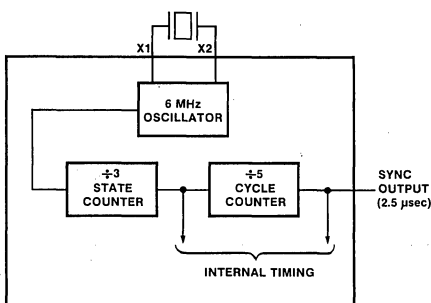 X1 X2
6 MHz
OSCILLATOR
÷3
STATE
COUNTER
÷5
CYCLE
COUNTER
SYNC
OUTPUT
(2.5 μsec)
INTERNAL TIMING